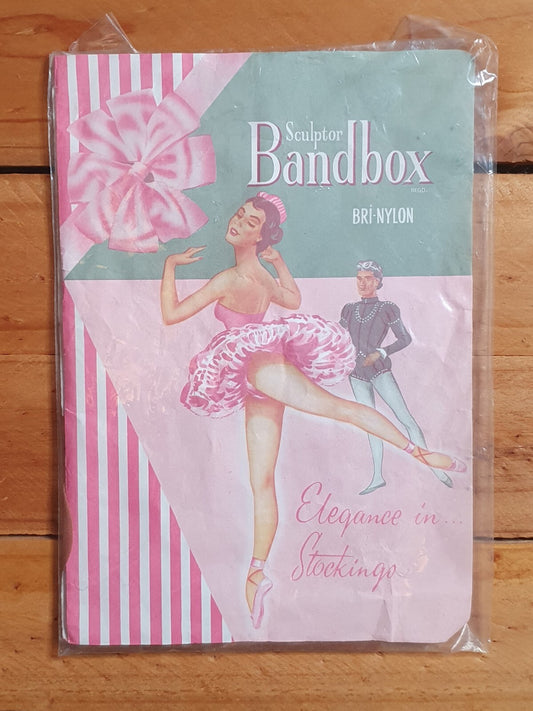 Sculptor
Bandbox
REGD.
BRİ-NYLON
Elegance in...
Stockings